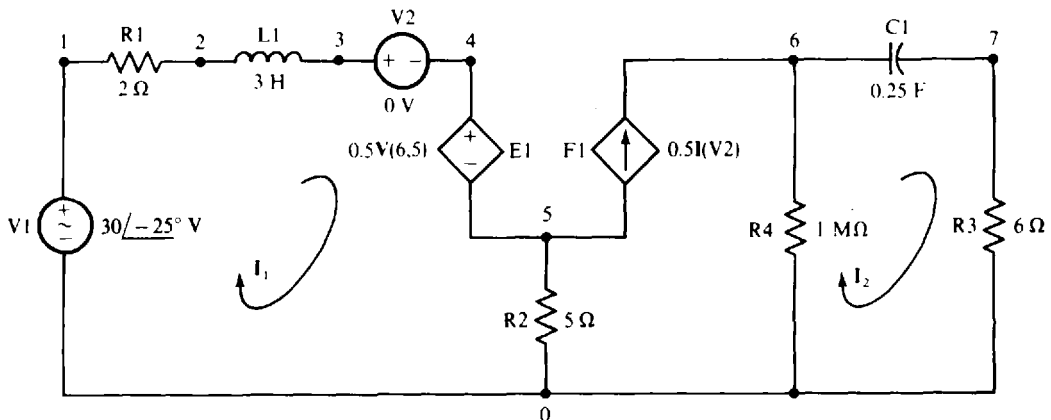 1
R1
2 Ω
2
L1
3 H
3
V2
+ −
0 V
4
6
C1
0.25 F
7
0.5V(6,5)
+
−
E1
F1
0.5I(V2)
V1
+
~
−
30/−25° V
I₁
5
R2
5 Ω
R4
1 MΩ
I₂
R3
6 Ω
0